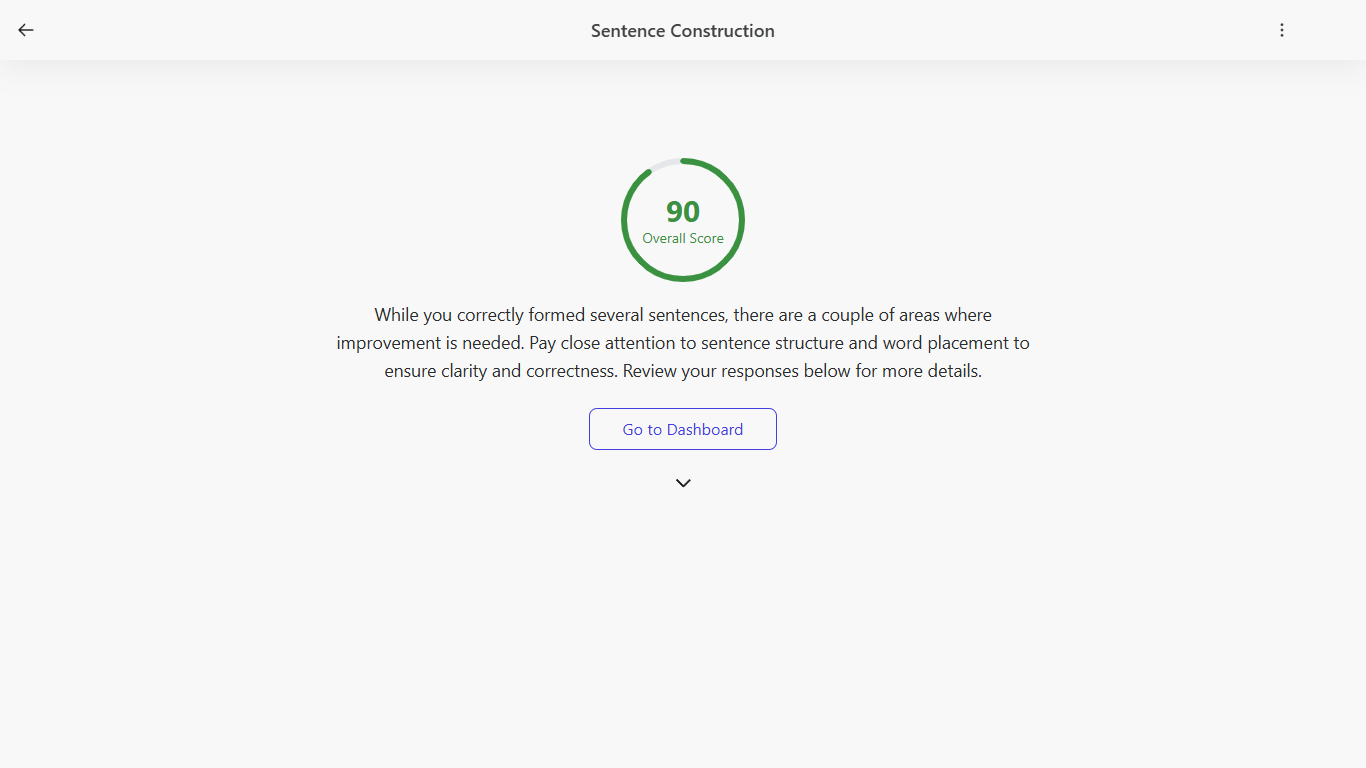 Sentence Construction
90
Overall Score
While you correctly formed several sentences, there are a couple of areas where
improvement is needed. Pay close attention to sentence structure and word placement to
ensure clarity and correctness. Review your responses below for more details.
Go to Dashboard